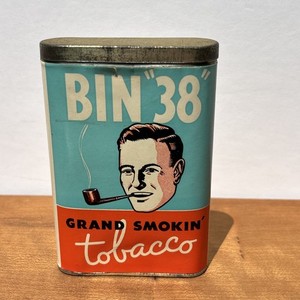 BIN "38"
GRAND SMOKIN'
tobacco